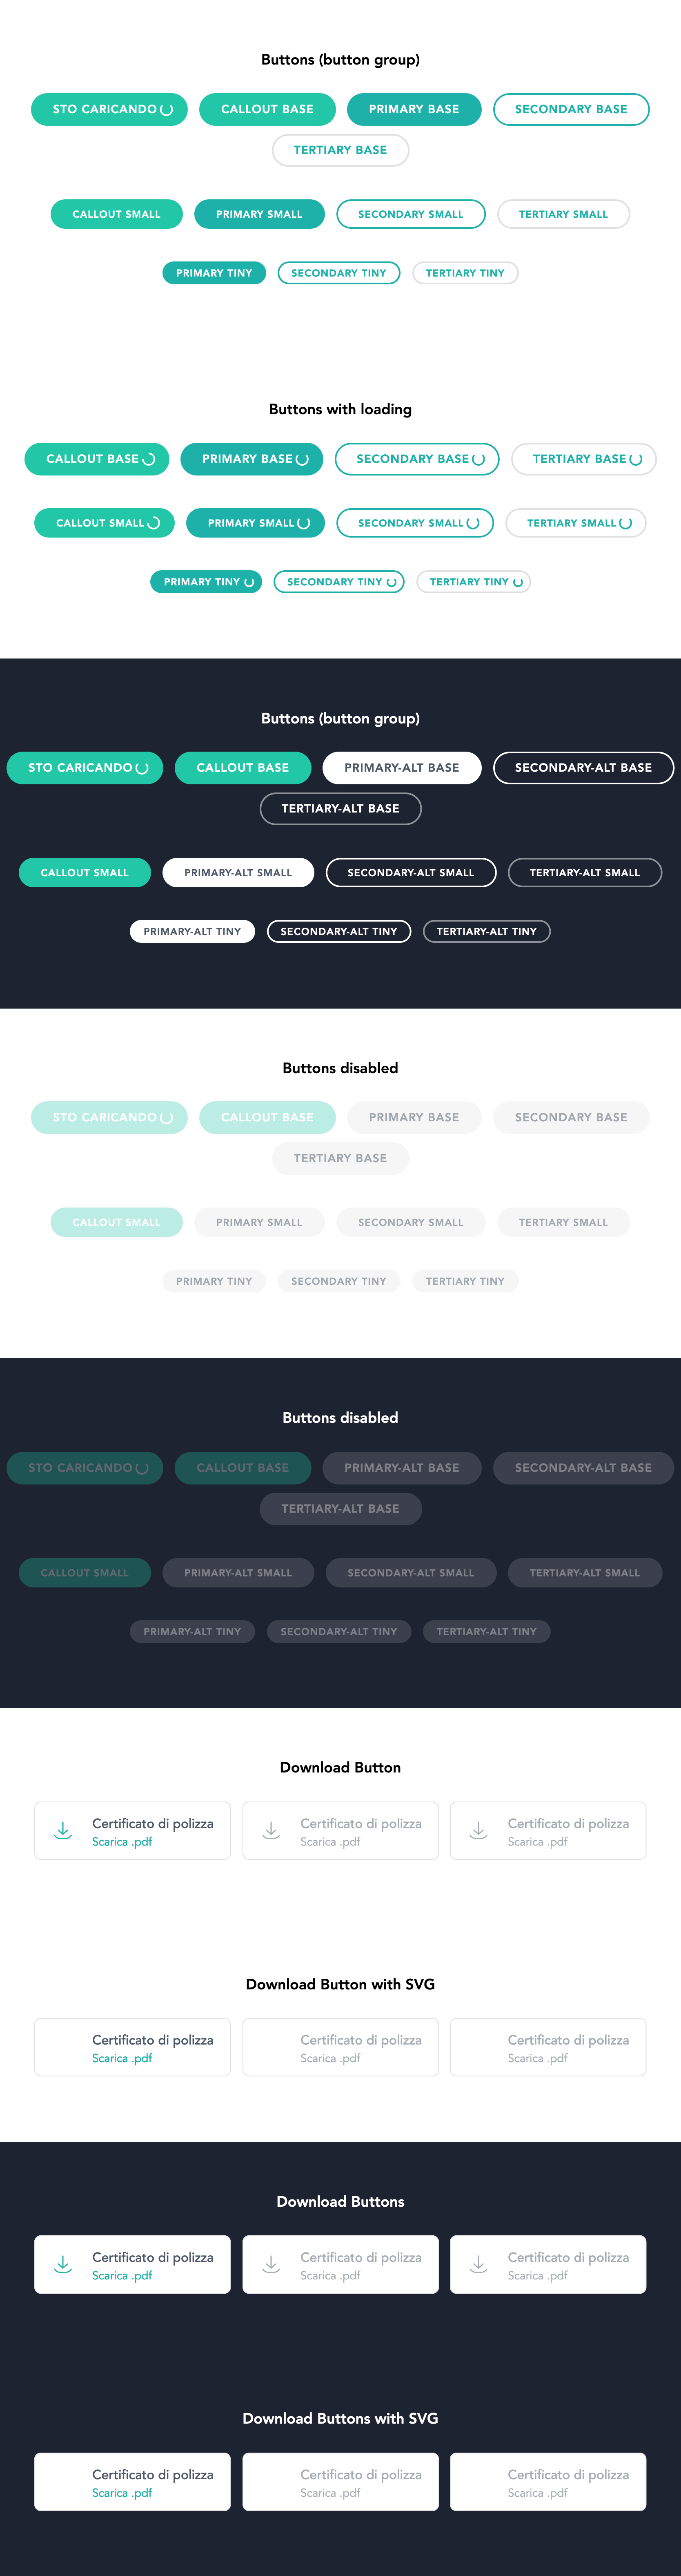 Buttons (button group)
STO CARICANDO CALLOUT BASE PRIMARY BASE SECONDARY BASE
TERTIARY BASE
CALLOUT SMALL PRIMARY SMALL SECONDARY SMALL TERTIARY SMALL
PRIMARY TINY SECONDARY TINY TERTIARY TINY
Buttons with loading
CALLOUT BASE PRIMARY BASE SECONDARY BASE TERTIARY BASE
CALLOUT SMALL PRIMARY SMALL SECONDARY SMALL TERTIARY SMALL
PRIMARY TINY SECONDARY TINY TERTIARY TINY
Buttons (button group)
STO CARICANDO CALLOUT BASE PRIMARY-ALT BASE SECONDARY-ALT BASE
TERTIARY-ALT BASE
CALLOUT SMALL PRIMARY-ALT SMALL SECONDARY-ALT SMALL TERTIARY-ALT SMALL
PRIMARY-ALT TINY SECONDARY-ALT TINY TERTIARY-ALT TINY
Buttons disabled
STO CARICANDO CALLOUT BASE PRIMARY BASE SECONDARY BASE
TERTIARY BASE
CALLOUT SMALL PRIMARY SMALL SECONDARY SMALL TERTIARY SMALL
PRIMARY TINY SECONDARY TINY TERTIARY TINY
Buttons disabled
STO CARICANDO CALLOUT BASE PRIMARY-ALT BASE SECONDARY-ALT BASE
TERTIARY-ALT BASE
CALLOUT SMALL PRIMARY-ALT SMALL SECONDARY-ALT SMALL TERTIARY-ALT SMALL
PRIMARY-ALT TINY SECONDARY-ALT TINY TERTIARY-ALT TINY
Download Button
Certificato di polizza Certificato di polizza Certificato di polizza
Scarica .pdf Scarica .pdf Scarica .pdf
Download Button with SVG
Certificato di polizza Certificato di polizza Certificato di polizza
Scarica .pdf Scarica .pdf Scarica .pdf
Download Buttons
Certificato di polizza Certificato di polizza Certificato di polizza
Scarica .pdf Scarica .pdf Scarica .pdf
Download Buttons with SVG
Certificato di polizza Certificato di polizza Certificato di polizza
Scarica .pdf Scarica .pdf Scarica .pdf